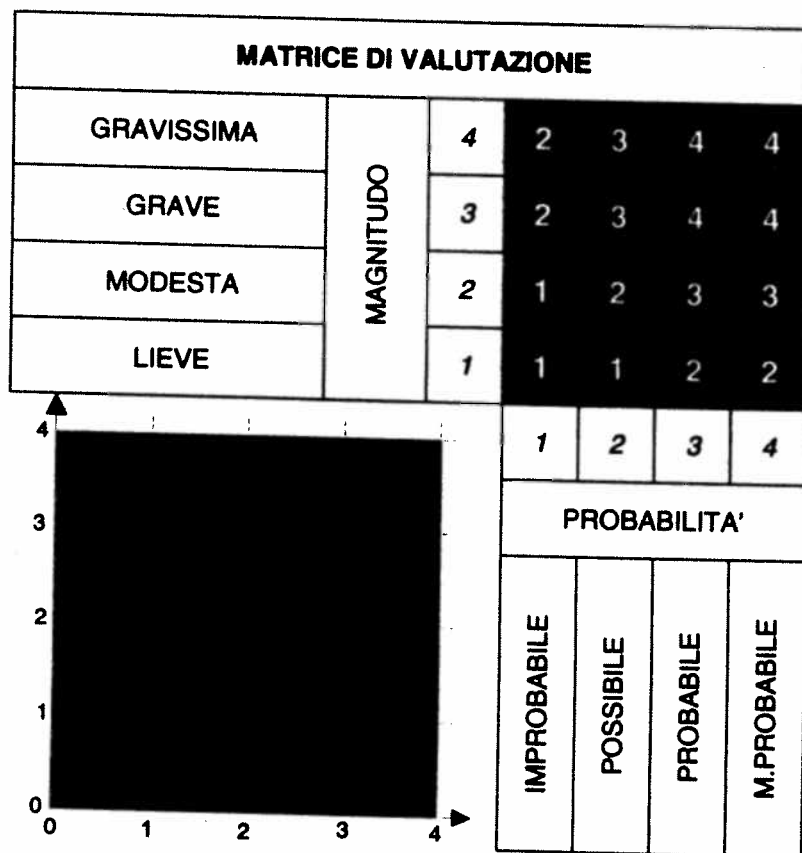 MATRICE DI VALUTAZIONE
GRAVISSIMA
GRAVE
MODESTA
LIEVE
MAGNITUDO
4 2 3 4 4
3 2 3 4 4
2 1 2 3 3
1 1 1 2 2
1 2 3 4
PROBABILITA'
IMPROBABILE
POSSIBILE
PROBABILE
M.PROBABILE
4
3
2
1
0
0 1 2 3 4